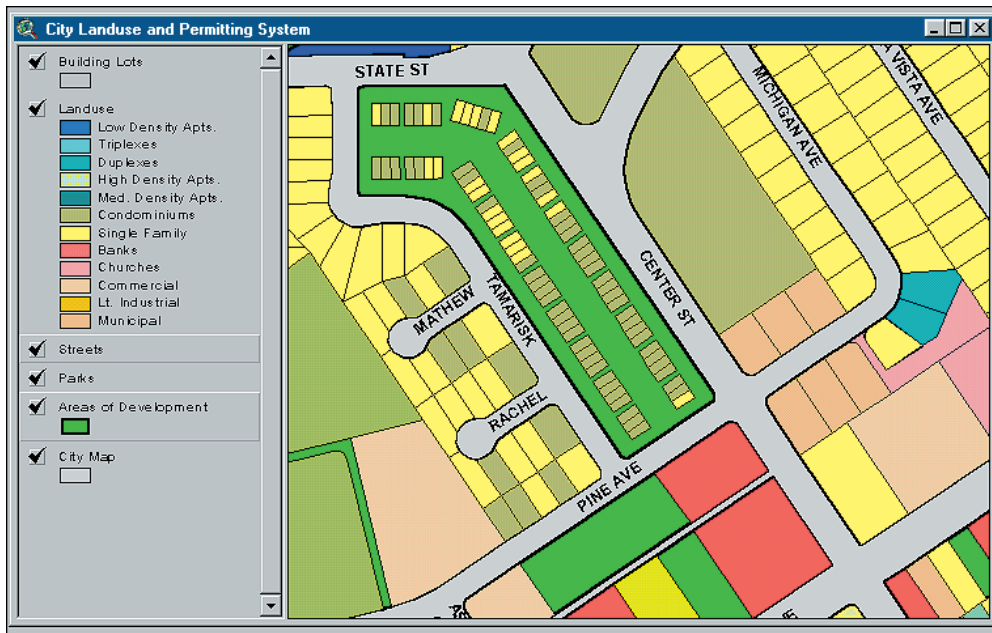 City Landuse and Permitting System
Building Lots
Landuse
Low Density Apts.
Triplexes
Duplexes
High Density Apts.
Med. Density Apts.
Condominiums
Single Family
Banks
Churches
Commercial
Lt. Industrial
Municipal
Streets
Parks
Areas of Development
City Map
STATE ST
MICHIGAN AVE
VISTA AVE
CENTER ST
TAMARISK
MATHEW
RACHEL
PINE AVE